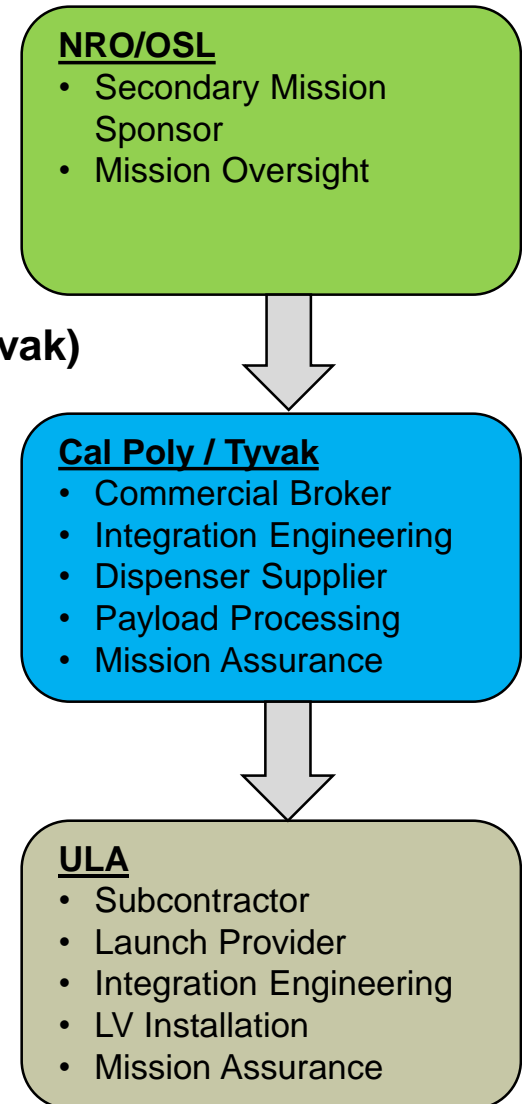 NRO/OSL
• Secondary Mission
Sponsor
• Mission Oversight
vak)
Cal Poly / Tyvak
• Commercial Broker
• Integration Engineering
• Dispenser Supplier
• Payload Processing
• Mission Assurance
ULA
• Subcontractor
• Launch Provider
• Integration Engineering
• LV Installation
• Mission Assurance